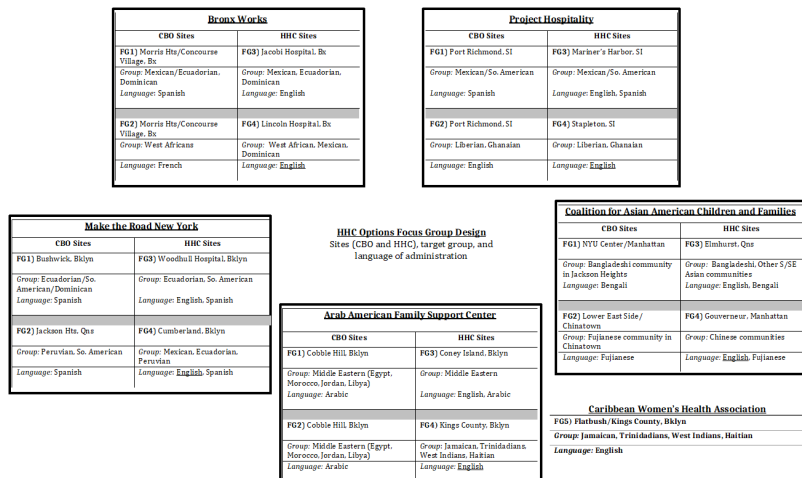 Bronx Works
CBO Sites HHC Sites
FG1) Morris Hts/Concourse FG3) Jacobi Hospital, Bx
Village, Bx
Group: Mexican/Ecuadorian, Group: Mexican, Ecuadorian,
Dominican Dominican
Language: Spanish Language: English
FG2) Morris Hts/Concourse FG4) Lincoln Hospital, Bx
Village, Bx
Group: West Africans Group: West African, Mexican,
Dominican
Language: French Language: English
Project Hospitality
CBO Sites HHC Sites
FG1) Port Richmond, SI FG3) Mariner's Harbor, SI
Group: Mexican/So. American Group: Mexican/So. American
Language: Spanish Language: English, Spanish
FG2) Port Richmond, SI FG4) Stapleton, SI
Group: Liberian, Ghanaian Group: Liberian, Ghanaian
Language: English Language: English
Make the Road New York
CBO Sites HHC Sites
FG1) Bushwick, Bklyn FG3) Woodhull Hospital, Bklyn
Group: Ecuadorian/So. Group: Ecuadorian, So. American
American/Dominican
Language: Spanish Language: English, Spanish
FG2) Jackson Hts, Qns FG4) Cumberland, Bklyn
Group: Peruvian, So. American Group: Mexican, Ecuadorian,
Peruvian
Language: Spanish Language: English, Spanish
HHC Options Focus Group Design
Sites (CBO and HHC), target group, and
language of administration
Coalition for Asian American Children and Families
CBO Sites HHC Sites
FG1) NYU Center/Manhattan FG3) Elmhurst, Qns
Group: Bangladeshi community Group: Bangladeshi, Other S/SE
in Jackson Heights Asian communities
Language: Bengali Language: English, Bengali
FG2) Lower East Side/ FG4) Gouverneur, Manhattan
Chinatown
Group: Fujianese community in Group: Chinese communities
Chinatown
Language: Fujianese Language: English, Fujianese
Arab American Family Support Center
CBO Sites HHC Sites
FG1) Cobble Hill, Bklyn FG3) Coney Island, Bklyn
Group: Middle Eastern (Egypt, Group: Middle Eastern
Morocco, Jordan, Libya)
Language: Arabic Language: English, Arabic
FG2) Cobble Hill, Bklyn FG4) Kings County, Bklyn
Group: Middle Eastern (Egypt, Group: Jamaican, Trinidadians,
Morocco, Jordan, Libya) West Indians, Haitian
Language: Arabic Language: English
Caribbean Women's Health Association
FG5) Flatbush/Kings County, Bklyn
Group: Jamaican, Trinidadians, West Indians, Haitian
Language: English